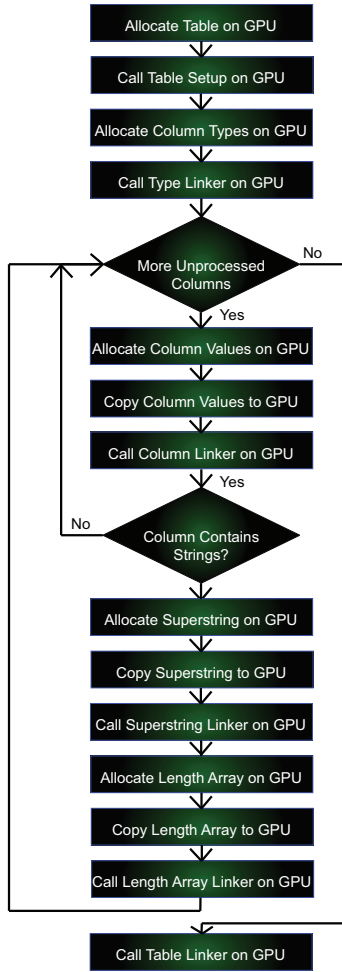 Allocate Table on GPU
Call Table Setup on GPU
Allocate Column Types on GPU
Call Type Linker on GPU
No
More Unprocessed
Columns
Yes
Allocate Column Values on GPU
Copy Column Values to GPU
Call Column Linker on GPU
Yes
No
Column Contains
Strings?
Allocate Superstring on GPU
Copy Superstring to GPU
Call Superstring Linker on GPU
Allocate Length Array on GPU
Copy Length Array to GPU
Call Length Array Linker on GPU
Call Table Linker on GPU